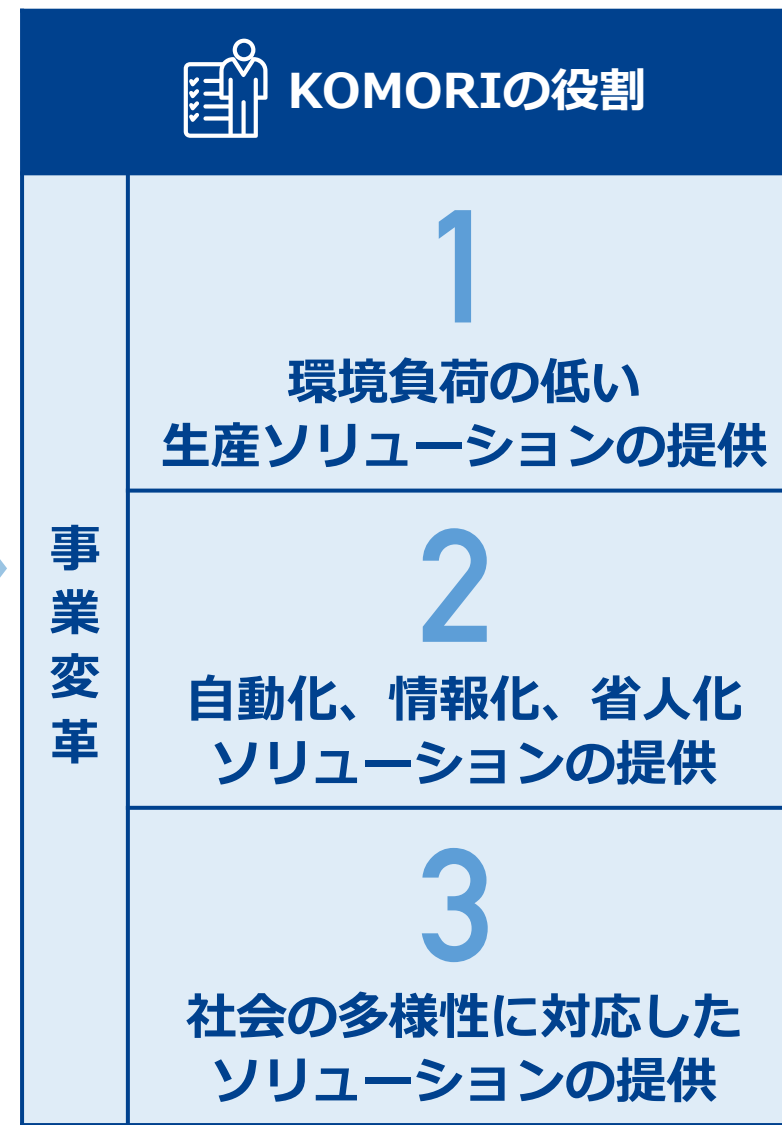 KOMORIの役割
事業変革
1
環境負荷の低い
生産ソリューションの提供
2
自動化、情報化、省人化
ソリューションの提供
3
社会の多様性に対応した
ソリューションの提供